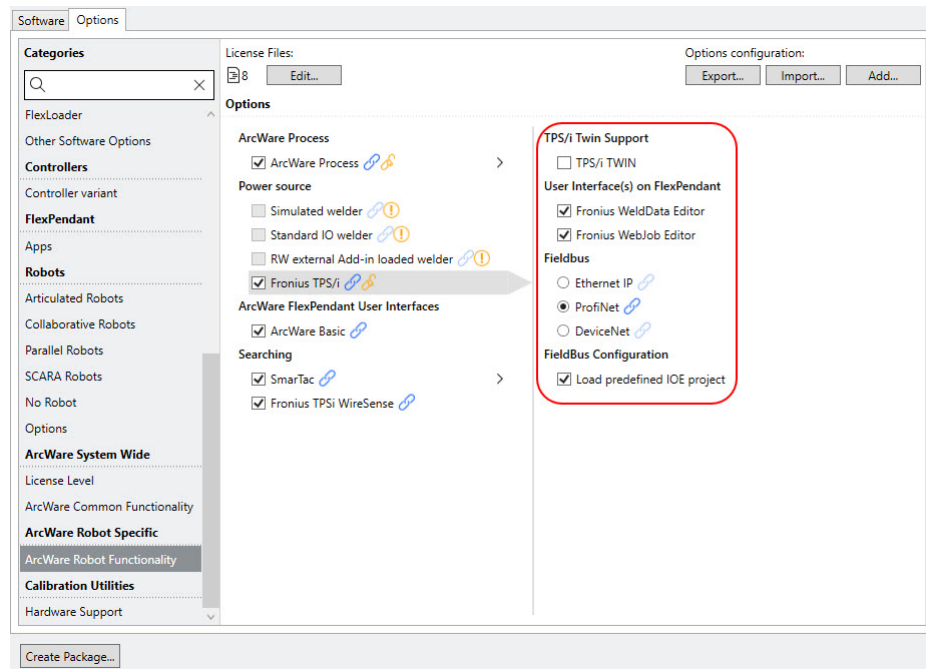 Software
Options
Categories
FlexLoader
Other Software Options
Controllers
Controller variant
FlexPendant
Apps
Robots
Articulated Robots
Collaborative Robots
Parallel Robots
SCARA Robots
No Robot
Options
ArcWare System Wide
License Level
ArcWare Common Functionality
ArcWare Robot Specific
ArcWare Robot Functionality
Calibration Utilities
Hardware Support
License Files:
8 Edit...
Options configuration:
Export... Import... Add...
Options
ArcWare Process
ArcWare Process
Power source
Simulated welder
Standard IO welder
RW external Add-in loaded welder
Fronius TPS/i
ArcWare FlexPendant User Interfaces
ArcWare Basic
Searching
SmarTac
Fronius TPSi WireSense
TPS/i Twin Support
TPS/i TWIN
User Interface(s) on FlexPendant
Fronius WeldData Editor
Fronius WebJob Editor
Fieldbus
Ethernet IP
ProfiNet
DeviceNet
FieldBus Configuration
Load predefined IOE project
Create Package...